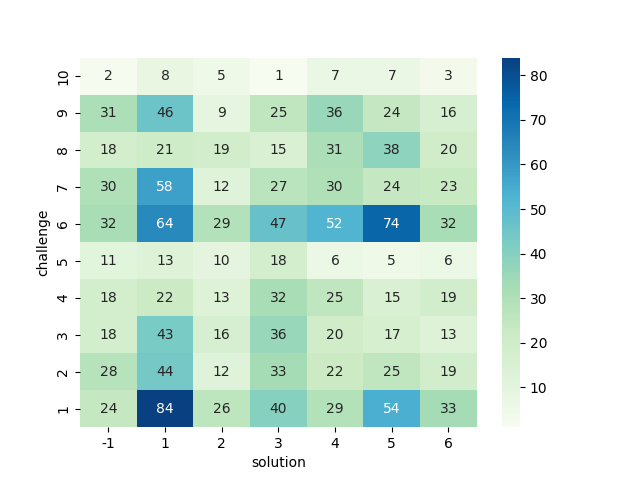 10 2 8 5 1 7 7 3
9 31 46 9 25 36 24 16
8 18 21 19 15 31 38 20
7 30 58 12 27 30 24 23
6 32 64 29 47 52 74 32
5 11 13 10 18 6 5 6
4 18 22 13 32 25 15 19
3 18 43 16 36 20 17 13
2 28 44 12 33 22 25 19
1 24 84 26 40 29 54 33
-1 1 2 3 4 5 6
solution
challenge
80
70
60
50
40
30
20
10